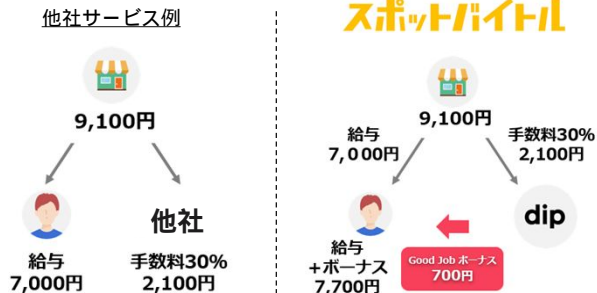 他社サービス例
9,100円
他社
給与
7,000円
手数料30%
2,100円
スポットバイトル
9,100円
給与
7,000円
手数料30%
2,100円
dip
Good Job ボーナス
700円
給与
+ボーナス
7,700円